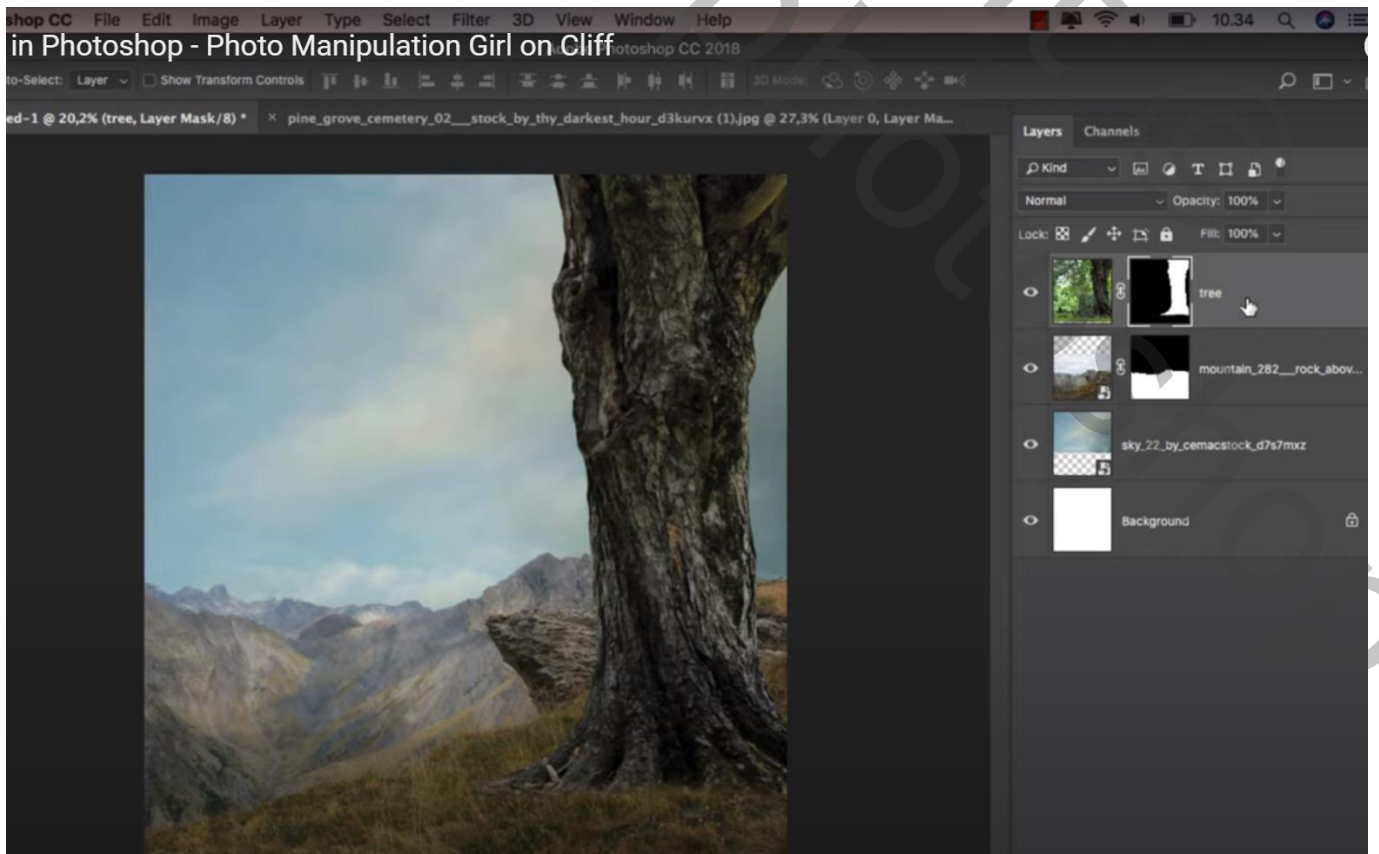 shop CC File Edit Image Layer Type Select Filter 3D View Window Help 10.34
in Photoshop - Photo Manipulation Girl on Cliff
Photoshop CC 2018
to-Select: Layer Show Transform Controls 3D Mode:
ed-1 @ 20,2% (tree, Layer Mask/8) * × pine_grove_cemetery_02__stock_by_thy_darkest_hour_d3kurvx (1).jpg @ 27,3% (Layer 0, Layer Ma...
Layers Channels
Kind
Normal Opacity: 100%
Lock: Fill: 100%
tree
mountain_282__rock_abov...
sky_22_by_cemacstock_d7s7mxz
Background